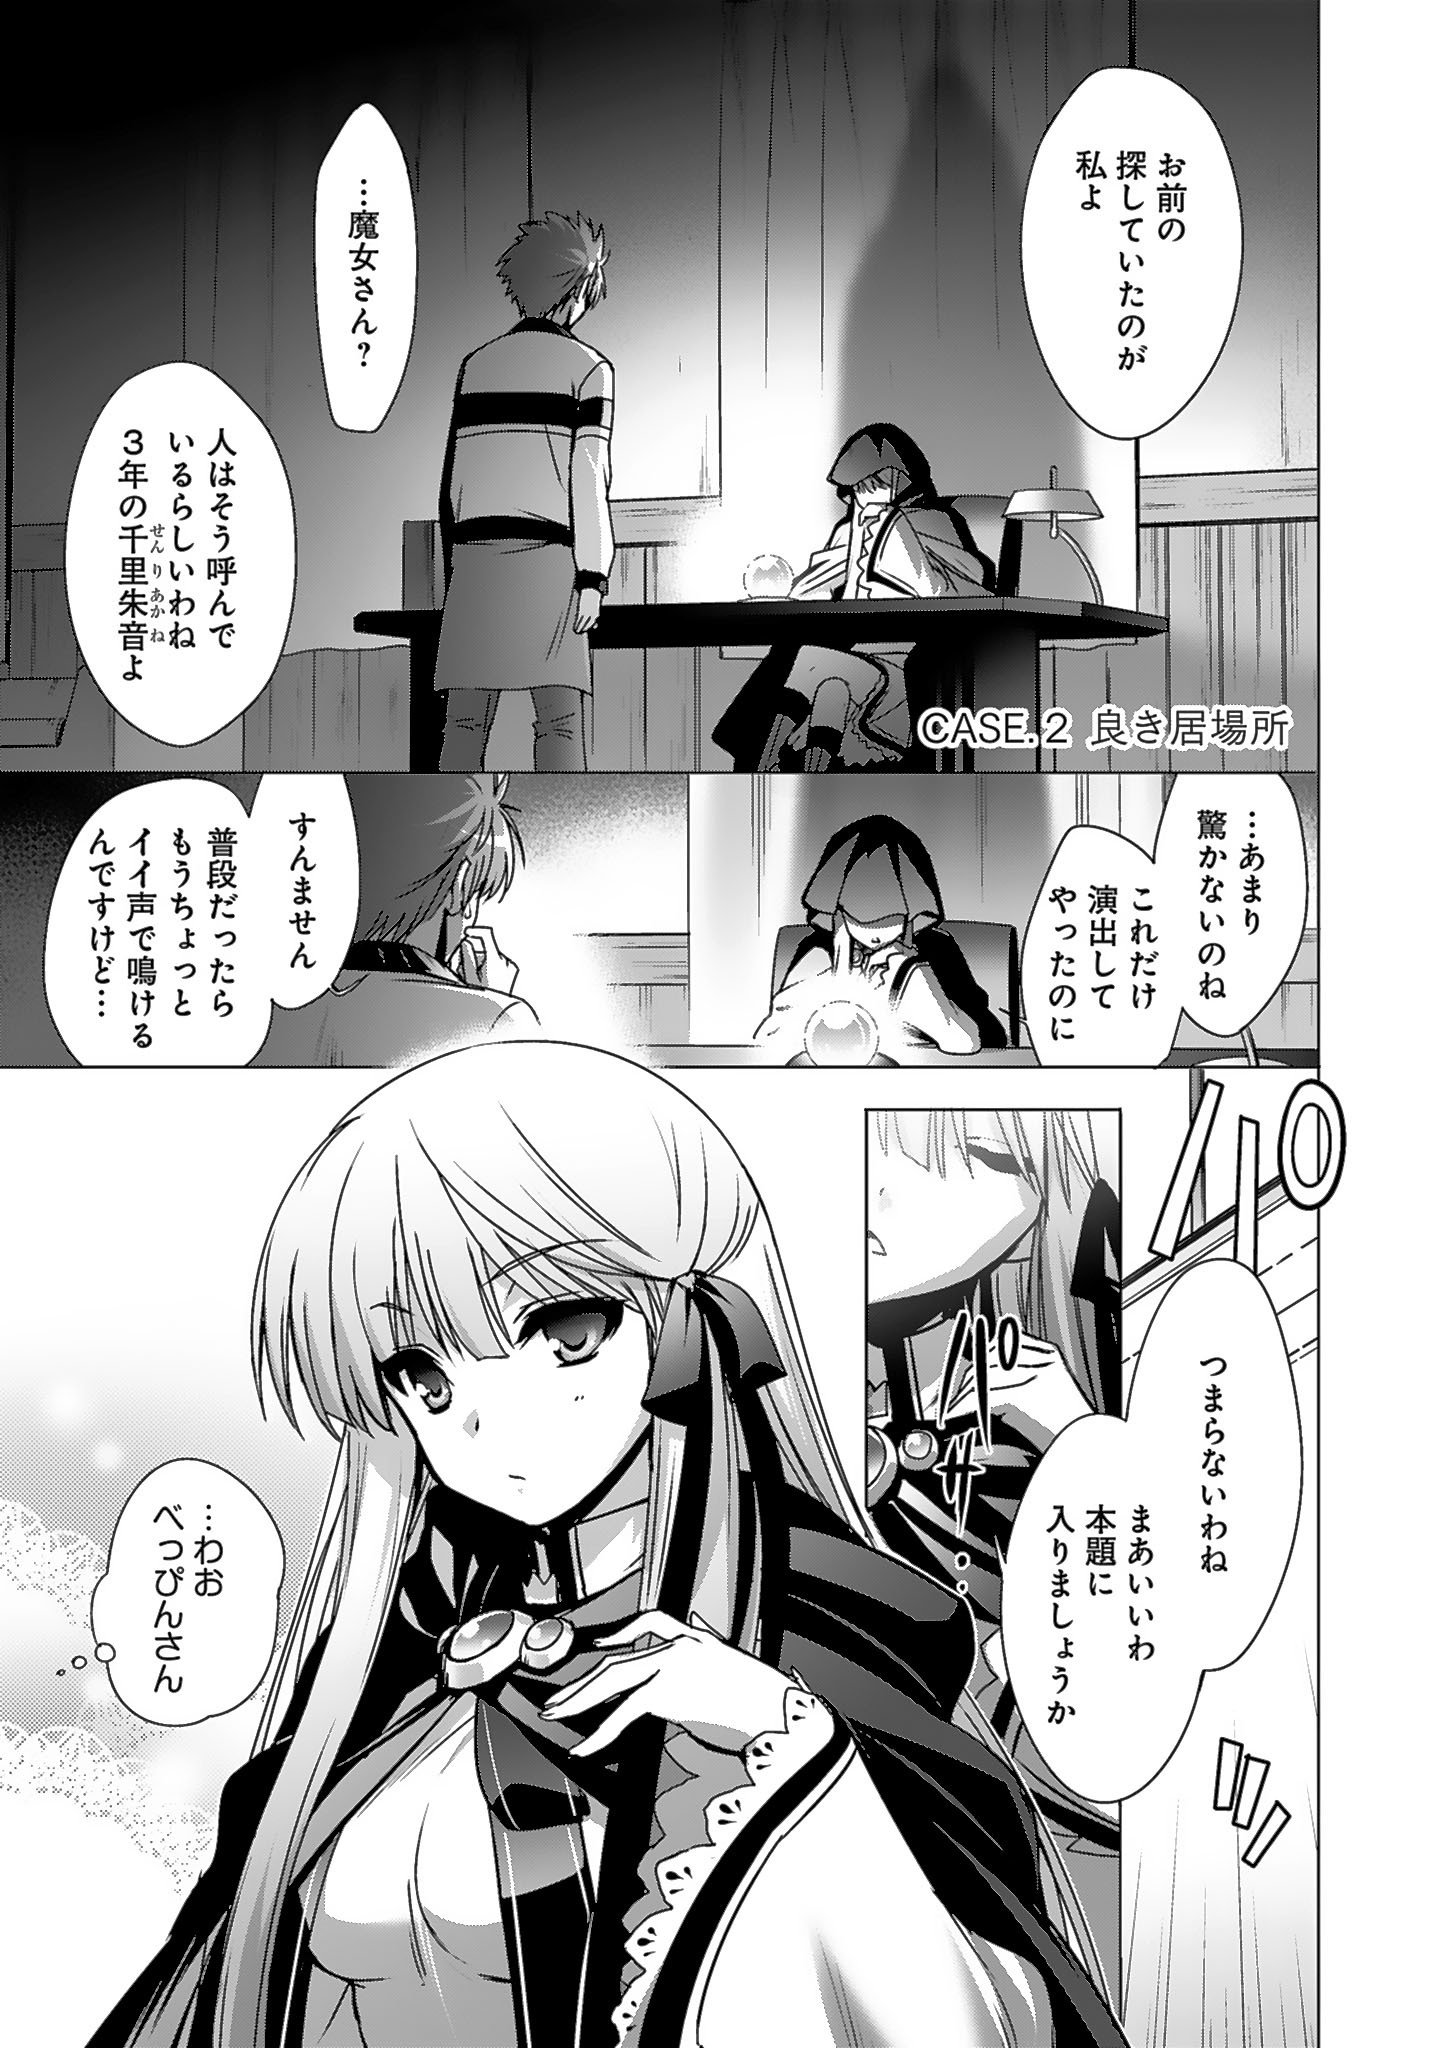 お前の
探していたのが
私よ
…魔女さん?
人はそう呼んで
いるらしいわね
3年の千里朱音よ
せんりあかね
CASE.2 良き居場所
…あまり
驚かないのね
これだけ
演出して
やったのに
すんません
普段だったら
もうちょっと
イイ声で鳴ける
んですけど…
パ
つまらないわね
まあいいわ
本題に
入りましょうか
パサ…
…わお
べっぴんさん